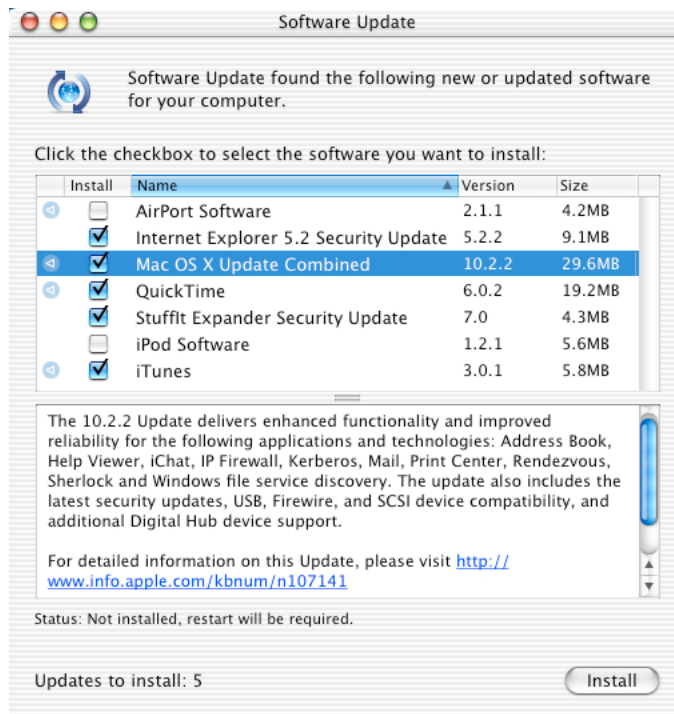 Software Update
Software Update found the following new or updated software
for your computer.
Click the checkbox to select the software you want to install:
Install Name Version Size
AirPort Software 2.1.1 4.2MB
Internet Explorer 5.2 Security Update 5.2.2 9.1MB
Mac OS X Update Combined 10.2.2 29.6MB
QuickTime 6.0.2 19.2MB
StuffIt Expander Security Update 7.0 4.3MB
iPod Software 1.2.1 5.6MB
iTunes 3.0.1 5.8MB
The 10.2.2 Update delivers enhanced functionality and improved
reliability for the following applications and technologies: Address Book,
Help Viewer, iChat, IP Firewall, Kerberos, Mail, Print Center, Rendezvous,
Sherlock and Windows file service discovery. The update also includes the
latest security updates, USB, Firewire, and SCSI device compatibility, and
additional Digital Hub device support.
For detailed information on this Update, please visit http://
www.info.apple.com/kbnum/n107141
Status: Not installed, restart will be required.
Updates to install: 5
Install